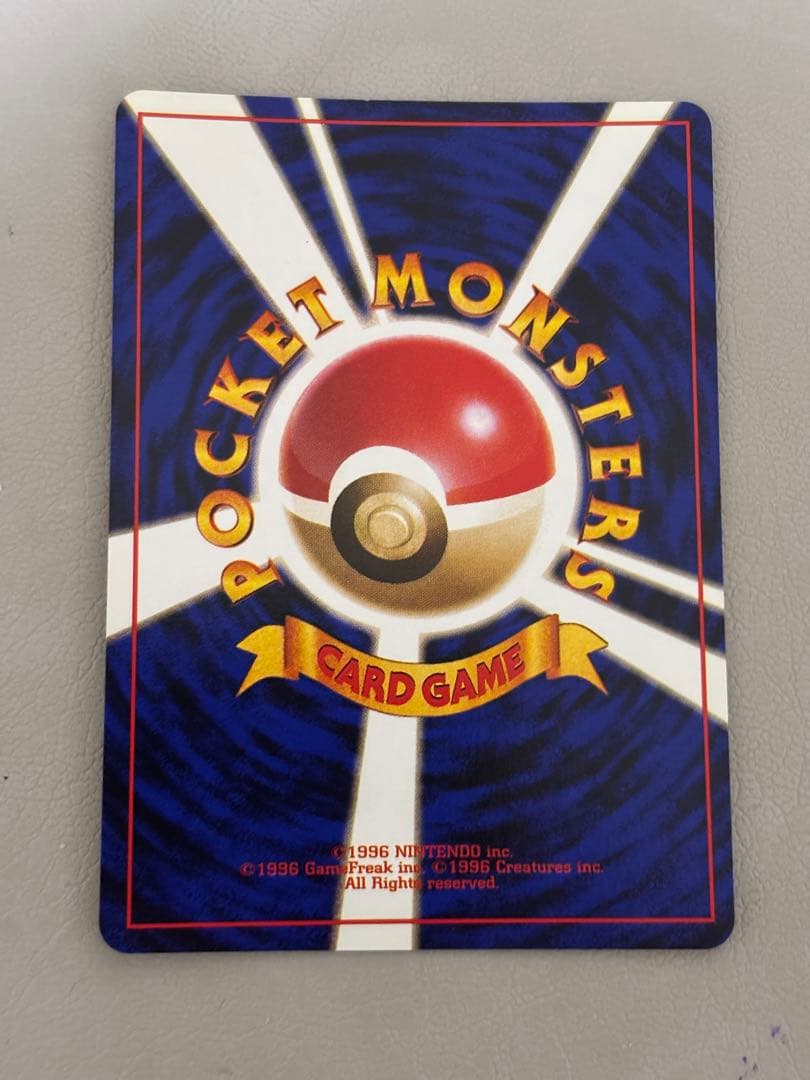 POCKET MONSTERS
CARD GAME
©1996 NINTENDO inc.
©1996 GameFreak inc. ©1996 Creatures inc.
All Rights reserved.